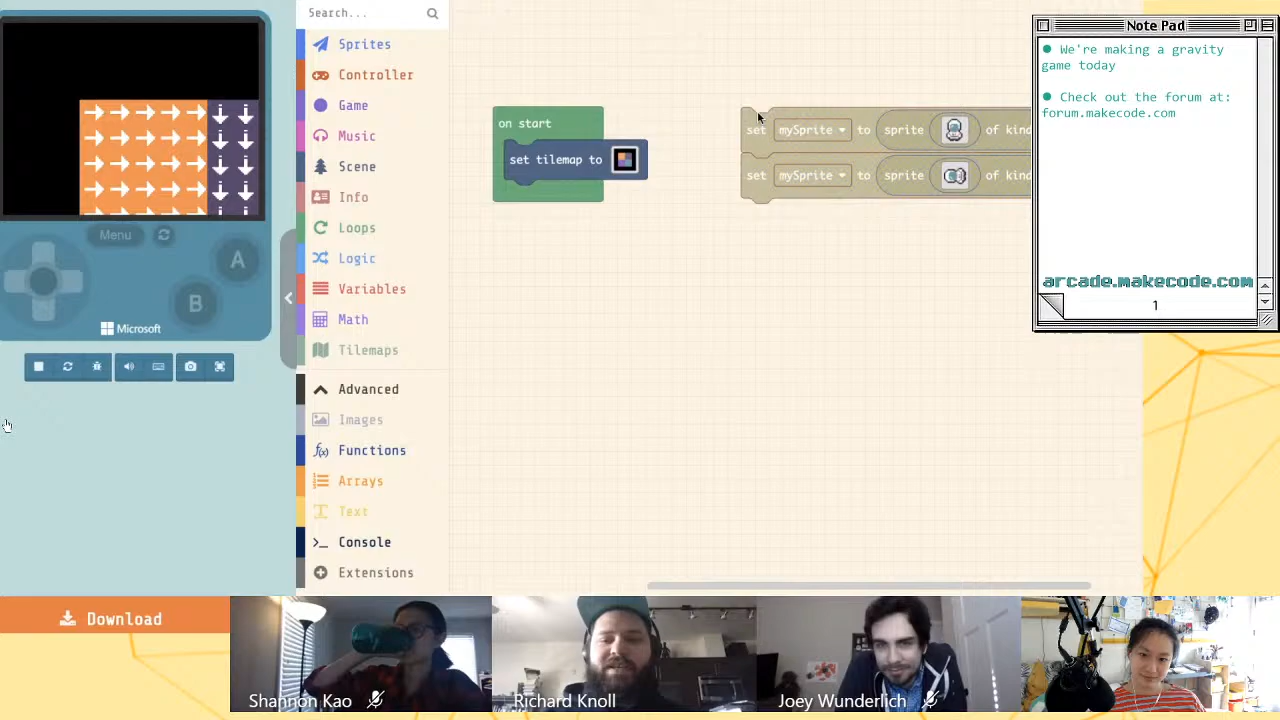 Search...
Sprites
Controller
Game
Music
Scene
Info
Loops
Logic
Variables
Math
Tilemaps
Advanced
Images
Functions
Arrays
Text
Console
Extensions
Menu
A
B
Microsoft
Download
on start
set tilemap to
set mySprite to sprite of kind
set mySprite to sprite of kind
Note Pad
We're making a gravity
game today
Check out the forum at:
forum.makecode.com
arcade.makecode.com
1
Shannon Kao
Richard Knoll
Joey Wunderlich